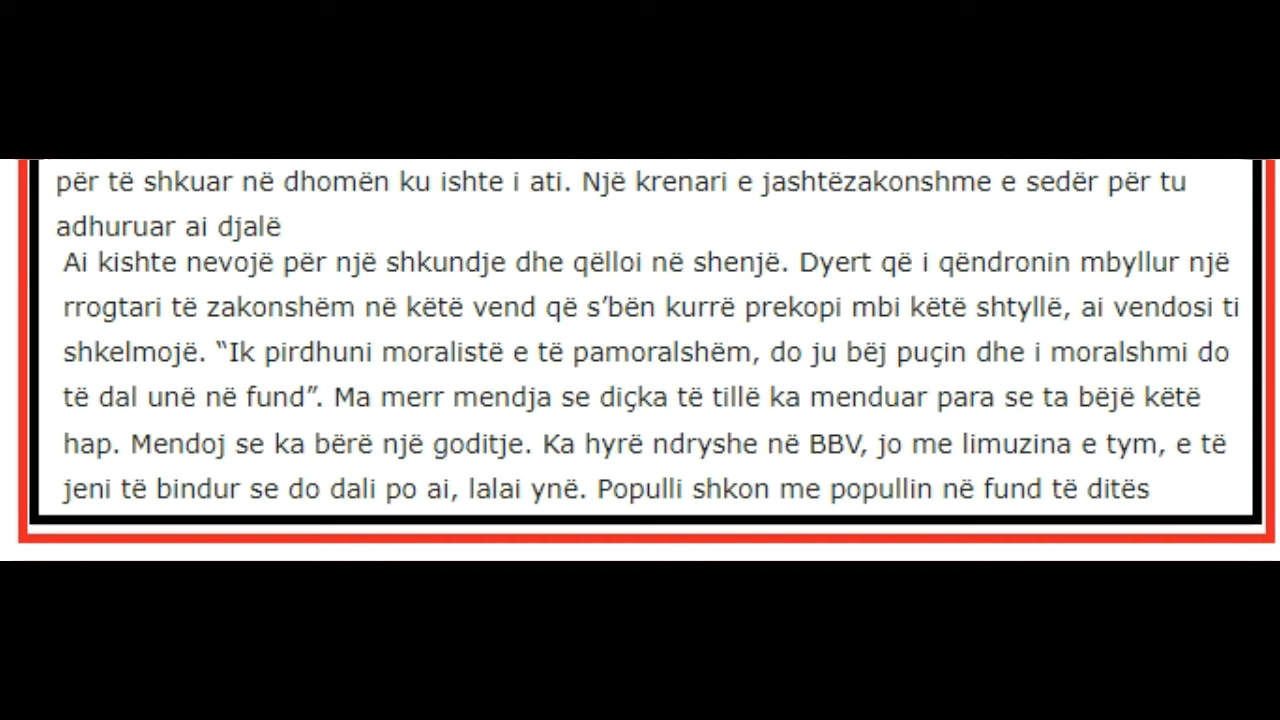 për të shkuar në dhomën ku ishte i ati. Një krenari e jashtëzakonshme e sedër për tu
adhuruar ai djalë
Ai kishte nevojë për një shkundje dhe qëlloi në shenjë. Dyert që i qëndronin mbyllur një
rrogtari të zakonshëm në këtë vend që s’bën kurrë prekopi mbi këtë shtyllë, ai vendosi ti
shkelmojë. “Ik pirdhuni moralistë e të pamoralshëm, do ju bëj puçin dhe i moralshmi do
të dal unë në fund”. Ma merr mendja se diçka të tillë ka menduar para se ta bëjë këtë
hap. Mendoj se ka bërë një goditje. Ka hyrë ndryshe në BBV, jo me limuzina e tym, e të
jeni të bindur se do dali po ai, lalai ynë. Populli shkon me popullin në fund të ditës